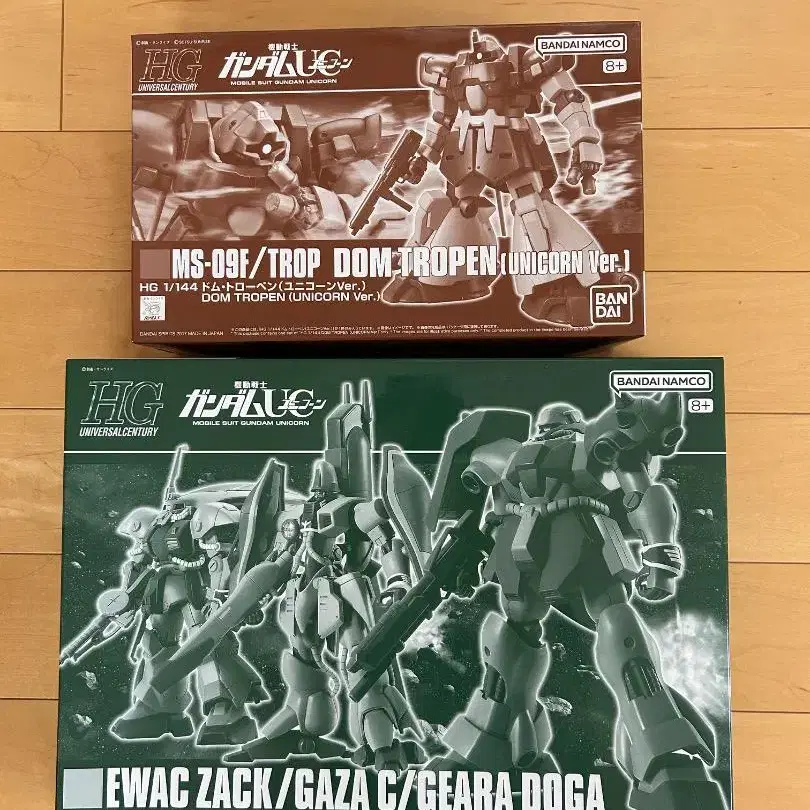 HG
UNIVERSALCENTURY
機動戦士
ガンダムUC
ユニコーン
MOBILE SUIT GUNDAM UNICORN
BANDAI NAMCO
8+
MS-09F/TROP DOM TROPEN [UNICORN Ver.]
HG 1/144 ドム・トローペン(ユニコーンVer.)
DOM TROPEN (UNICORN Ver.)
BAN
DAI
HG
UNIVERSALCENTURY
機動戦士
ガンダムUC
ユニコーン
MOBILE SUIT GUNDAM UNICORN
BANDAI NAMCO
8+
EWAC ZACK/GAZA C/GEARA DOGA